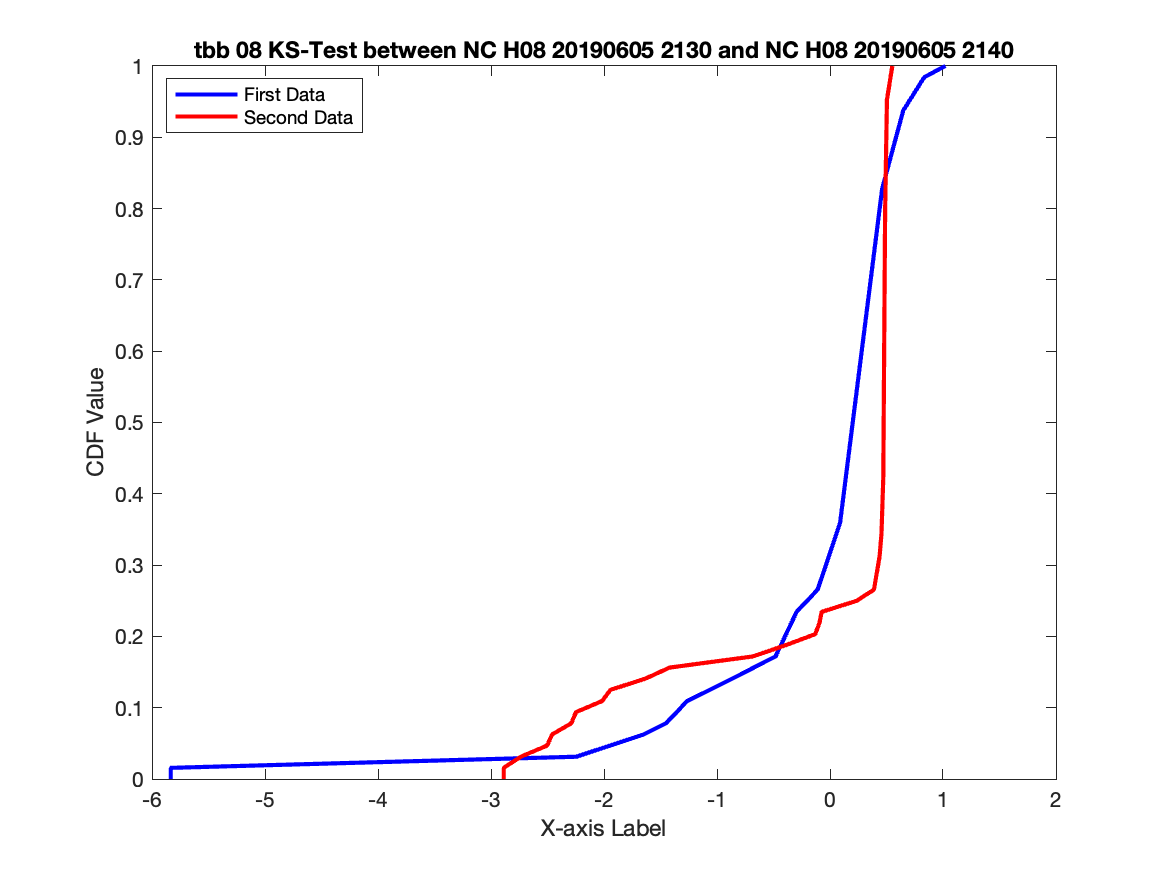 tbb 08 KS-Test between NC H08 20190605 2130 and NC H08 20190605 2140
First Data
Second Data
1
0.9
0.8
0.7
0.6
0.5
0.4
0.3
0.2
0.1
0
CDF Value
-6 -5 -4 -3 -2 -1 0 1 2
X-axis Label